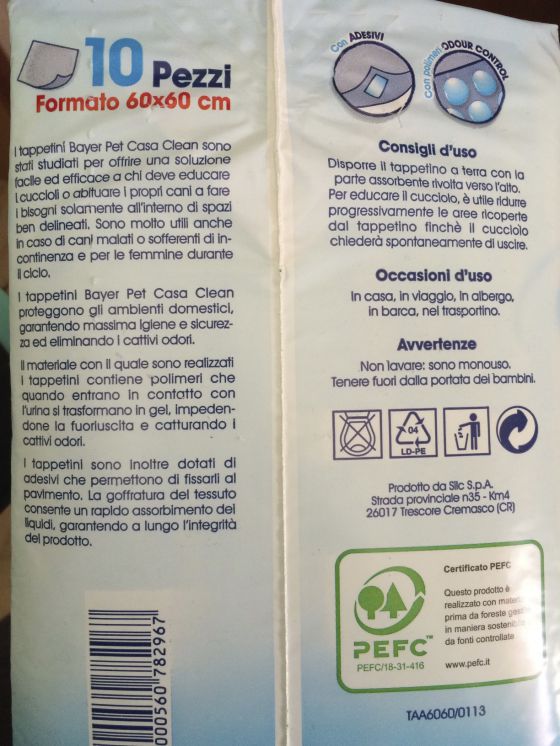 10 Pezzi
Formato 60x60 cm
I tappetini Bayer Pet Casa Clean sono
stati studiati per offrire una soluzione
facile ed efficace a chi deve educare
i cuccioli o abituare i propri cani a fare
i bisogni solamente all'interno di spazi
ben delineati. Sono molto utili anche
in caso di cani malati o sofferenti di in-
continenza e per le femmine durante
il ciclo.
I tappetini Bayer Pet Casa Clean
proteggono gli ambienti domestici,
garantendo massima igiene e sicurez-
za ed eliminando i cattivi odori.
Il materiale con il quale sono realizzati
i tappetini contiene polimeri che
quando entrano in contatto con
l'urina si trasformano in gel, impeden-
done la fuoriuscita e catturando i
cattivi odori.
I tappetini sono inoltre dotati di
adesivi che permettono di fissarli al
pavimento. La goffratura del tessuto
consente un rapido assorbimento dei
liquidi, garantendo a lungo l'integrità
del prodotto.
000560 782967
Con ADESIVI
Con polimeri ODOUR CONTROL
Consigli d'uso
Disporre il tappetino a terra con la
parte assorbente rivolta verso l'alto.
Per educare il cucciolo, è utile ridurre
progressivamente le aree ricoperte
dal tappetino finchè il cucciolo
chiederà spontaneamente di uscire.
Occasioni d'uso
In casa, in viaggio, in albergo,
in barca, nel trasportino.
Avvertenze
Non lavare: sono monouso.
Tenere fuori dalla portata dei bambini.
04
LD-PE
Prodotto da Silc S.p.A.
Strada provinciale n35 - Km4
26017 Trescore Cremasco (CR)
Certificato PEFC
Questo prodotto è
realizzato con materia
prima da foreste gestite
in maniera sostenibile
da fonti controllate
www.pefc.it
PEFC™
PEFC/18-31-416
TAA6060/0113